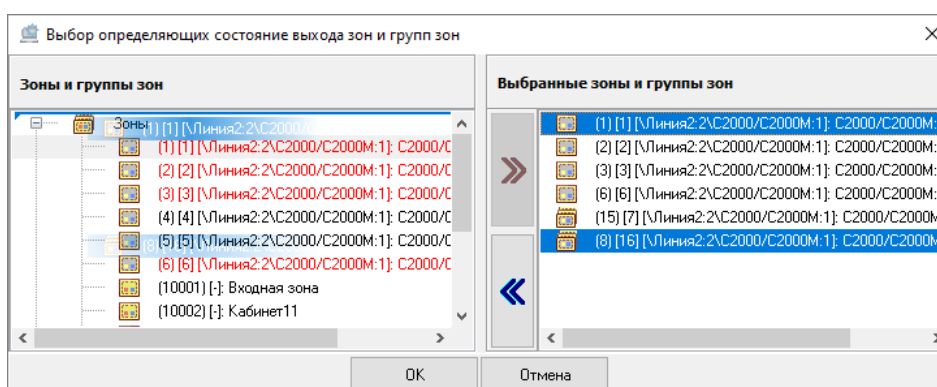 Выбор определяющих состояние выхода зон и групп зон
Зоны и группы зон
Зоны
(1) [1] [\Линия2:2\С2000/
(1) [1] [\Линия2:2\С2000/С2000М:1]: С2000/С
(2) [2] [\Линия2:2\С2000/С2000М:1]: С2000/С
(3) [3] [\Линия2:2\С2000/С2000М:1]: С2000/С
(4) [4] [\Линия2:2\С2000/С2000М:1]: С2000/С
(5) [5] [\Линия2:2\С2000/С2000М:1]: С2000/С
(6) [6] [\Линия2:2\С2000/С2000М:1]: С2000/С
(10001) [-]: Входная зона
(10002) [-]: Кабинет11
Выбранные зоны и группы зон
(1) [1] [\Линия2:2\С2000/С2000М:1]: С2000/С2000М:
(2) [2] [\Линия2:2\С2000/С2000М:1]: С2000/С2000М:
(3) [3] [\Линия2:2\С2000/С2000М:1]: С2000/С2000М:
(6) [6] [\Линия2:2\С2000/С2000М:1]: С2000/С2000М:
(15) [7] [\Линия2:2\С2000/С2000М:1]: С2000/С2000М
(8) [16] [\Линия2:2\С2000/С2000М:1]: С2000/С2000М
ОК
Отмена